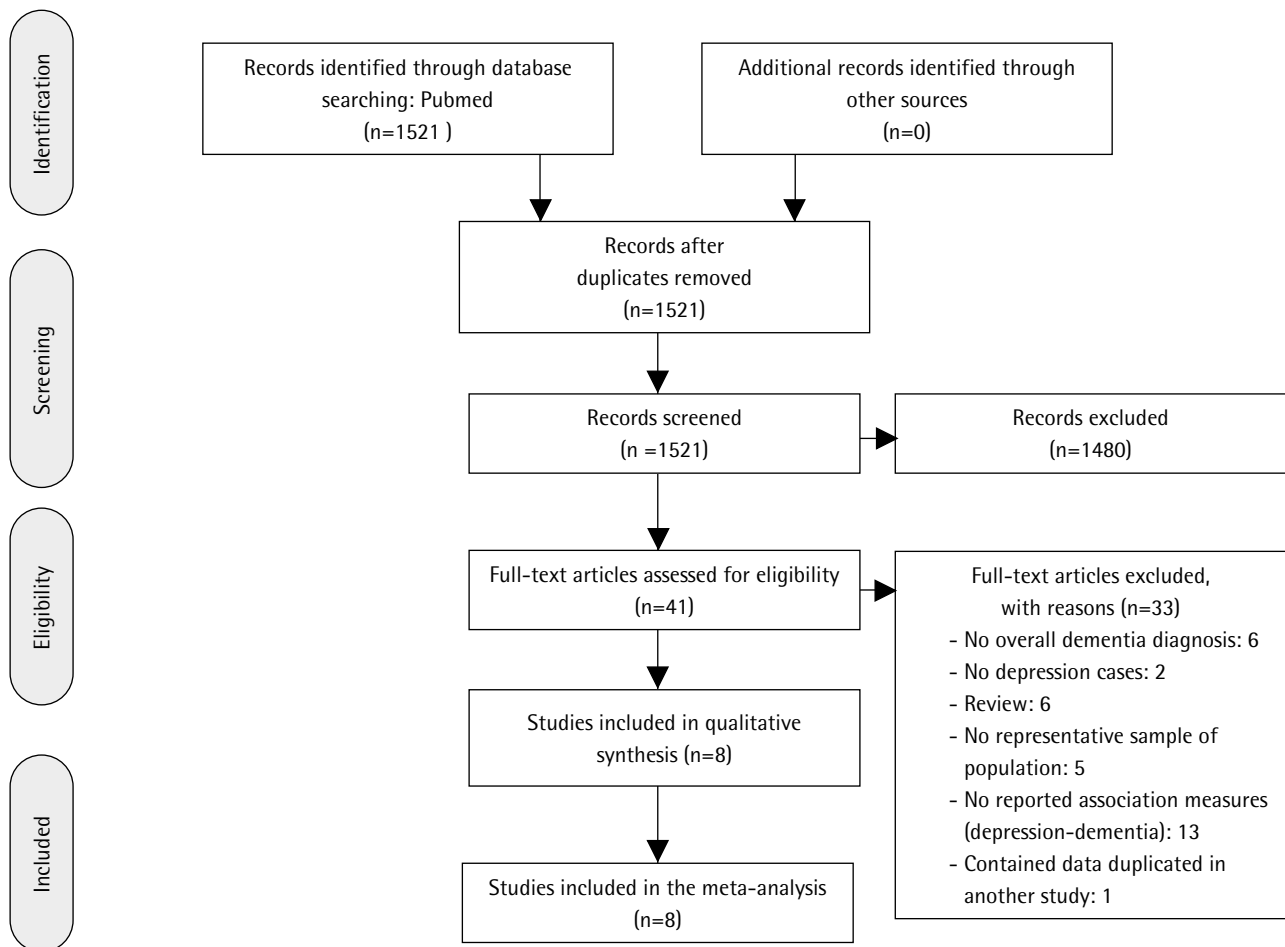 Identification
Records identified through database
searching: Pubmed
(n=1521 )
Additional records identified through
other sources
(n=0)
Records after
duplicates removed
(n=1521)
Screening
Records screened
(n =1521)
Records excluded
(n=1480)
Eligibility
Full-text articles assessed for eligibility
(n=41)
Full-text articles excluded,
with reasons (n=33)
- No overall dementia diagnosis: 6
- No depression cases: 2
- Review: 6
- No representative sample of
population: 5
- No reported association measures
(depression-dementia): 13
- Contained data duplicated in
another study: 1
Studies included in qualitative
synthesis (n=8)
Included
Studies included in the meta-analysis
(n=8)